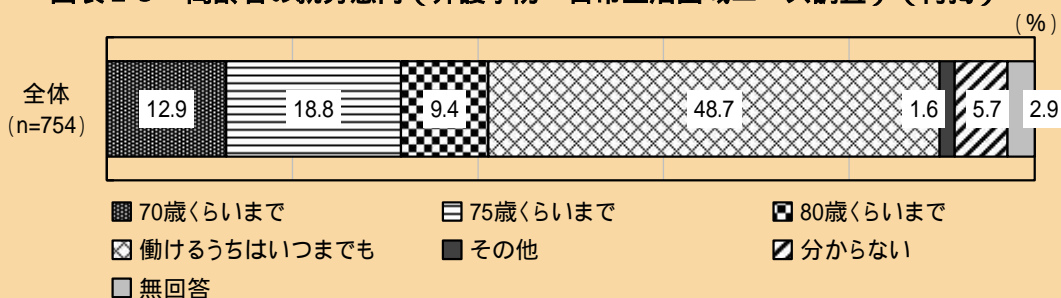 (%)
全体
(n=754)
12.9 18.8 9.4 48.7 1.6 5.7 2.9
70歳くらいまで 75歳くらいまで 80歳くらいまで
働けるうちはいつまでも その他 分からない
無回答